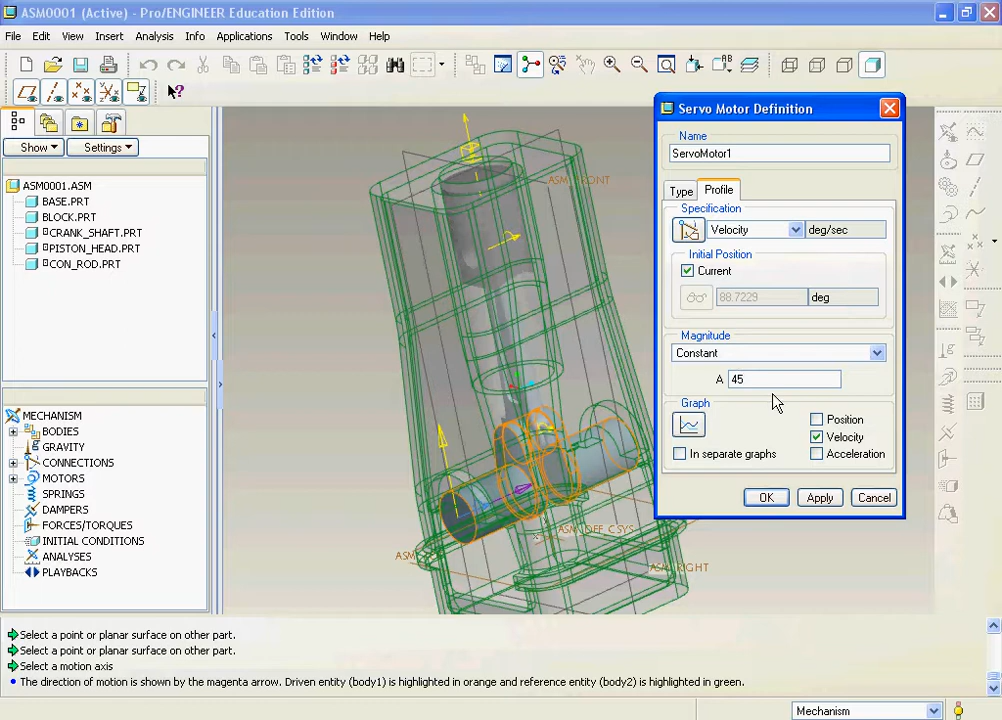 ASM0001 (Active) - Pro/ENGINEER Education Edition
File Edit View Insert Analysis Info Applications Tools Window Help
Show Settings
ASM0001.ASM
BASE.PRT
BLOCK.PRT
CRANK_SHAFT.PRT
PISTON_HEAD.PRT
CON_ROD.PRT
MECHANISM
BODIES
GRAVITY
CONNECTIONS
MOTORS
SPRINGS
DAMPERS
FORCES/TORQUES
INITIAL CONDITIONS
ANALYSES
PLAYBACKS
ASM_FRONT
ASM_DEF_CSYS
ASM
ASM_RIGHT
Servo Motor Definition
Name
ServoMotor1
Type Profile
Specification
Velocity deg/sec
Initial Position
Current
88.7229 deg
Magnitude
Constant
A 45
Graph
Position
Velocity
In separate graphs Acceleration
OK Apply Cancel
Select a point or planar surface on other part.
Select a point or planar surface on other part.
Select a motion axis
• The direction of motion is shown by the magenta arrow. Driven entity (body1) is highlighted in orange and reference entity (body2) is highlighted in green.
Mechanism